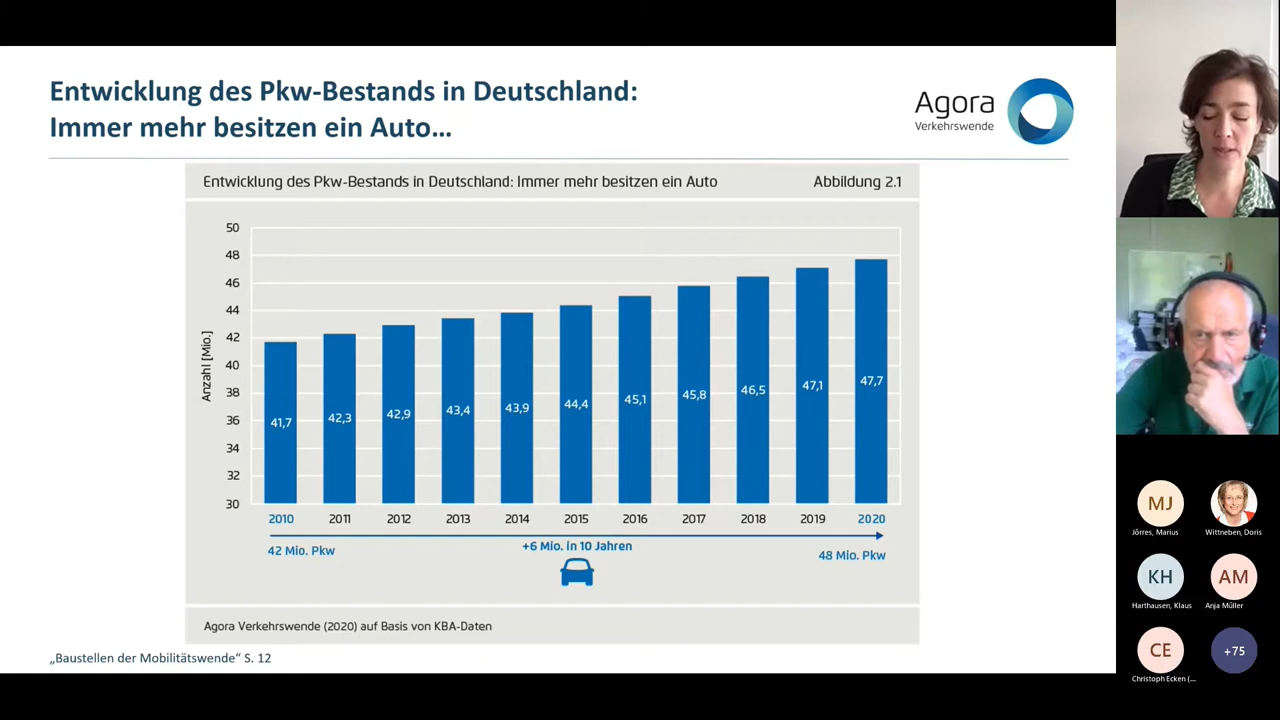 Entwicklung des Pkw-Bestands in Deutschland:
Immer mehr besitzen ein Auto…
Agora
Verkehrswende
Entwicklung des Pkw-Bestands in Deutschland: Immer mehr besitzen ein Auto
Abbildung 2.1
Anzahl [Mio.]
50
48
46
44
42
40
38
36
34
32
30
41,7
42,3
42,9
43,4
43,9
44,4
45,1
45,8
46,5
47,1
47,7
2010 2011 2012 2013 2014 2015 2016 2017 2018 2019 2020
42 Mio. Pkw
+6 Mio. in 10 Jahren
48 Mio. Pkw
Agora Verkehrswende (2020) auf Basis von KBA-Daten
„Baustellen der Mobilitätswende“ S. 12
MJ
Jörres, Marius
Wittneben, Doris
KH
Harthausen, Klaus
AM
Anja Müller
CE
Christoph Ecken (...
+75